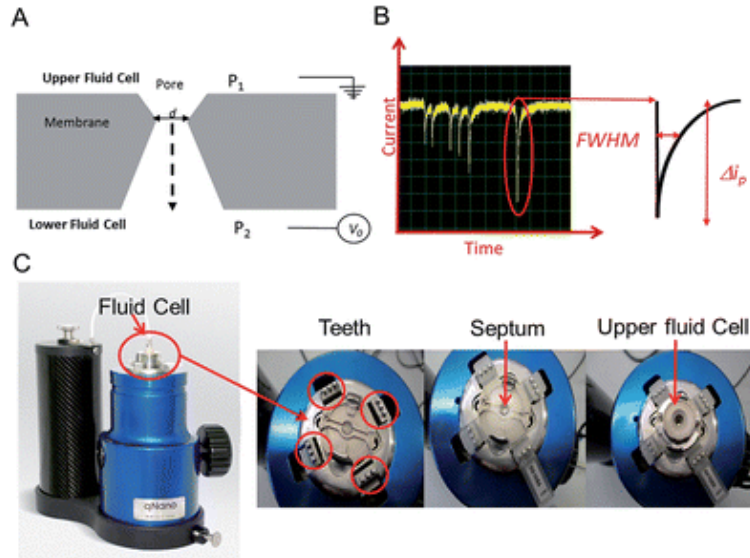 A
Upper Fluid Cell
Pore
P1
Membrane
d
Lower Fluid Cell
P2
V0
B
Current
FWHM
Δip
Time
C
Fluid Cell
Teeth
Septum
Upper fluid Cell
qNano